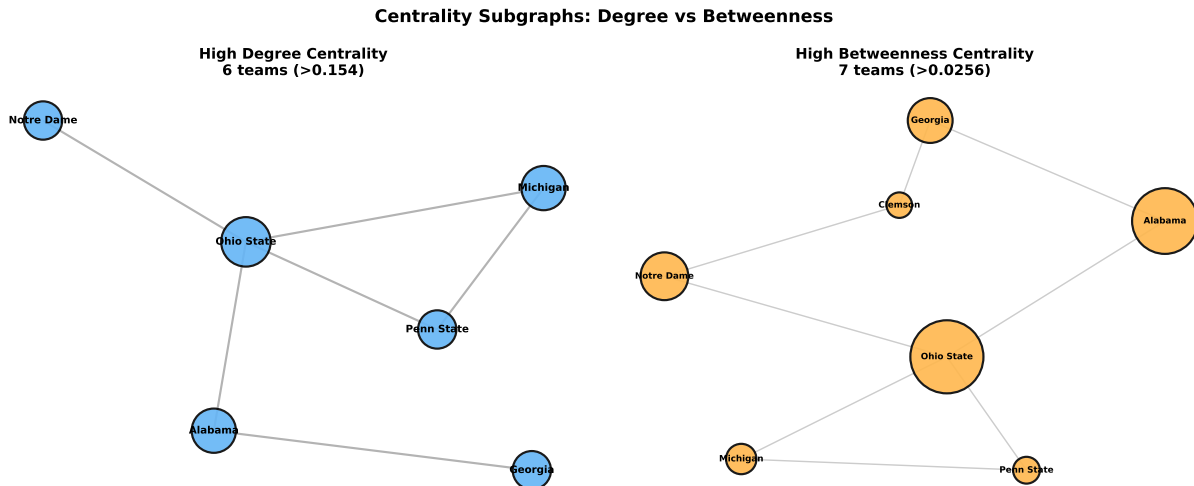 Centrality Subgraphs: Degree vs Betweenness
High Degree Centrality
6 teams (>0.154)
Notre Dame
Michigan
Ohio State
Penn State
Alabama
Georgia
High Betweenness Centrality
7 teams (>0.0256)
Georgia
Clemson
Alabama
Notre Dame
Ohio State
Michigan
Penn State